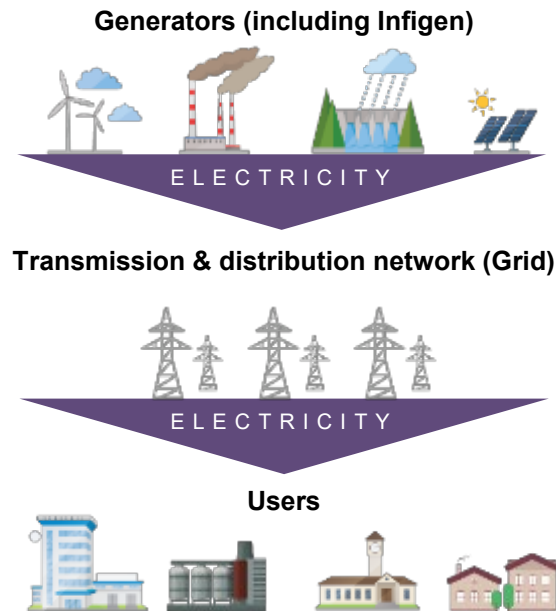 Generators (including Infigen)
ELECTRICITY
Transmission & distribution network (Grid)
ELECTRICITY
Users